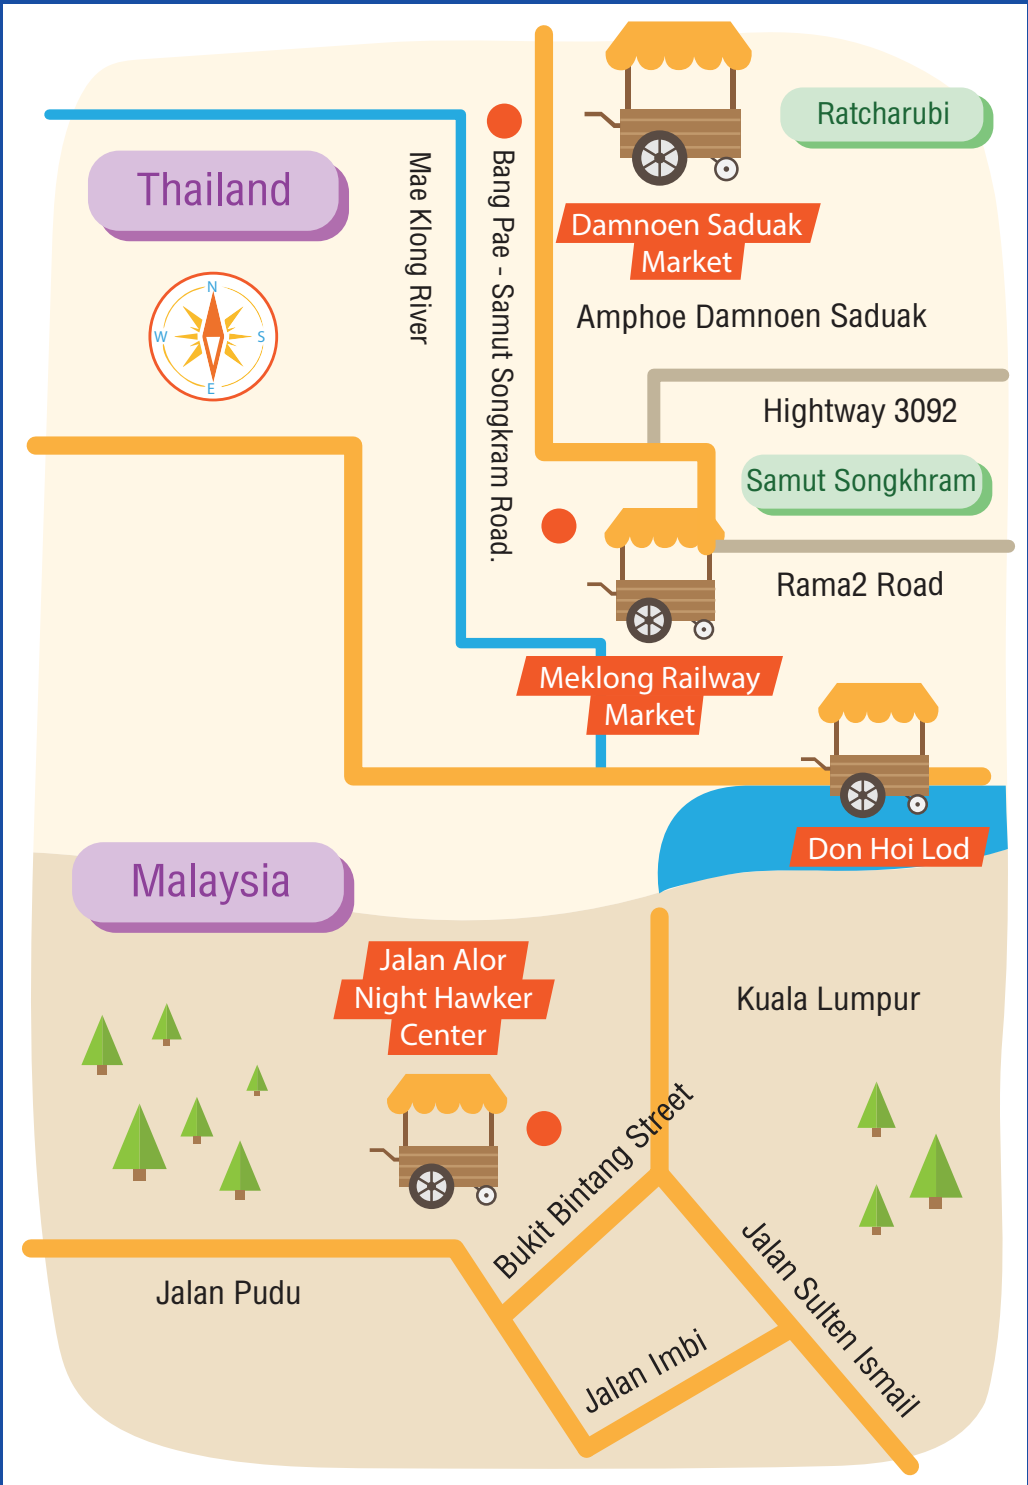 Ratcharubi
Thailand
Mae Klong River
Bang Pae - Samut Songkram Road.
Damnoen Saduak
Market
Amphoe Damnoen Saduak
N
W
S
E
Hightway 3092
Samut Songkhram
Rama2 Road
Meklong Railway
Market
Don Hoi Lod
Malaysia
Jalan Alor
Night Hawker
Center
Kuala Lumpur
Bukit Bintang Street
Jalan Sulten Ismail
Jalan Pudu
Jalan Imbi